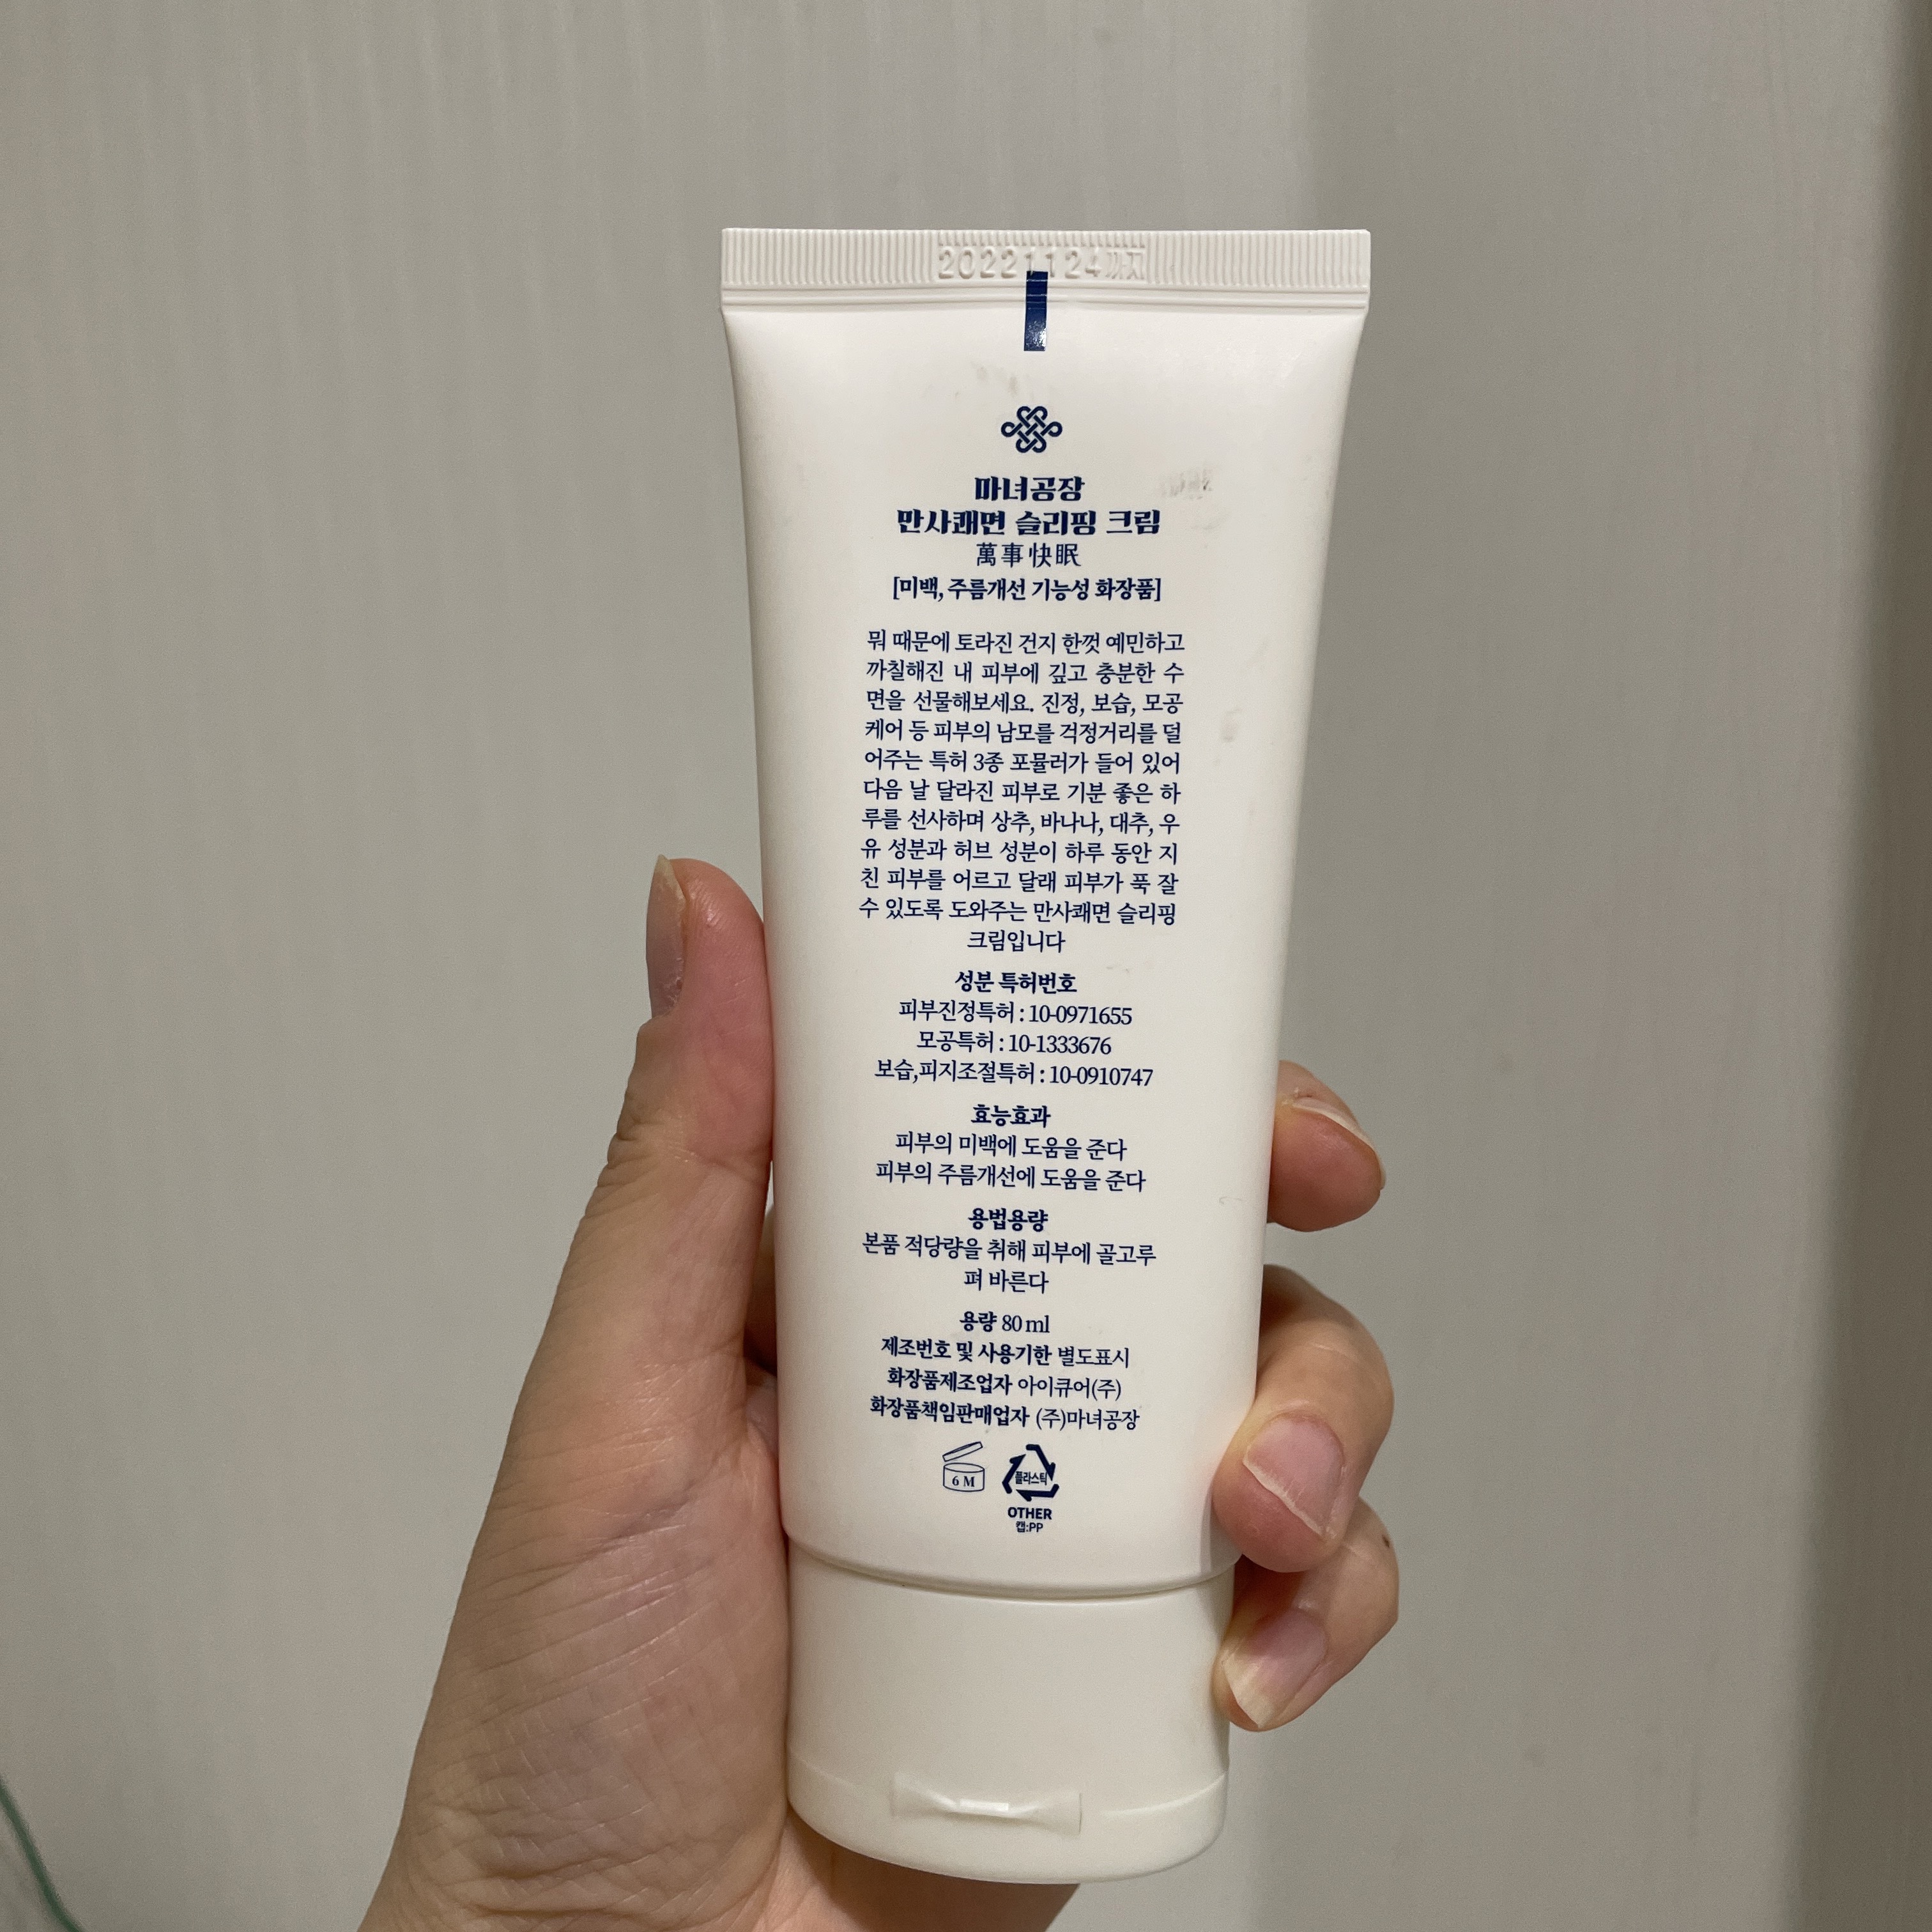 20221124까지
마녀공장
만사쾌면 슬리핑 크림
萬事快眠
[미백, 주름개선 기능성 화장품]
뭐 때문에 토라진 건지 한껏 예민하고
까칠해진 내 피부에 깊고 충분한 수
면을 선물해보세요. 진정, 보습, 모공
케어 등 피부의 남모를 걱정거리를 덜
어주는 특허 3종 포뮬러가 들어 있어
다음 날 달라진 피부로 기분 좋은 하
루를 선사하며 상추, 바나나, 대추, 우
유 성분과 허브 성분이 하루 동안 지
친 피부를 어르고 달래 피부가 푹 잘
수 있도록 도와주는 만사쾌면 슬리핑
크림입니다
성분 특허번호
피부진정특허 : 10-0971655
모공특허 : 10-1333676
보습,피지조절특허 : 10-0910747
효능효과
피부의 미백에 도움을 준다
피부의 주름개선에 도움을 준다
용법용량
본품 적당량을 취해 피부에 골고루
펴 바른다
용량 80 ml
제조번호 및 사용기한 별도표시
화장품제조업자 아이큐어(주)
화장품책임판매업자 (주)마녀공장
6 M
플라스틱
OTHER
캡:PP